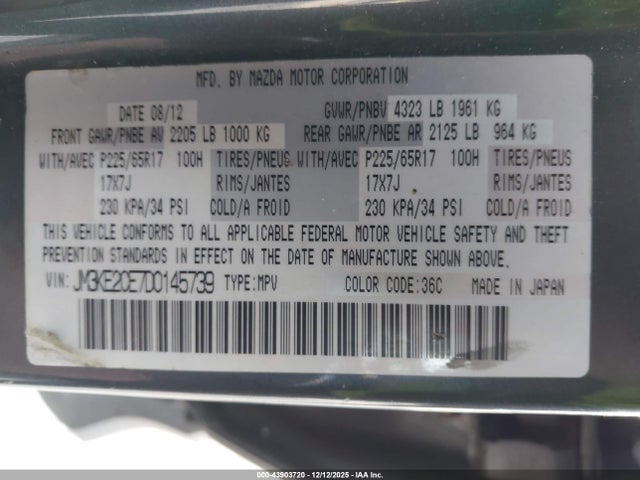 MFD. BY MAZDA MOTOR CORPORATION
DATE 08/12 GVWR/PNBV 4323 LB 1961 KG
FRONT GAWR/PNBE AV 2205 LB 1000 KG REAR GAWR/PNBE AR 2125 LB 964 KG
WITH/AVEC P225/65R17 100H TIRES/PNEUS WITH/AVEC P225/65R17 100H TIRES/PNEUS
17X7J RIMS/JANTES 17X7J RIMS/JANTES
230 KPA/34 PSI COLD/A FROID 230 KPA/34 PSI COLD/A FROID
THIS VEHICLE CONFORMS TO ALL APPLICABLE FEDERAL MOTOR VEHICLE SAFETY AND THEFT
PREVENTION STANDARDS IN EFFECT ON THE DATE OF MANUFACTURE SHOWN ABOVE.
VIN: JM3KE2CE7D0145739 TYPE:MPV COLOR CODE:36C MADE IN JAPAN
000-43903720 - 12/12/2025 - IAA Inc.